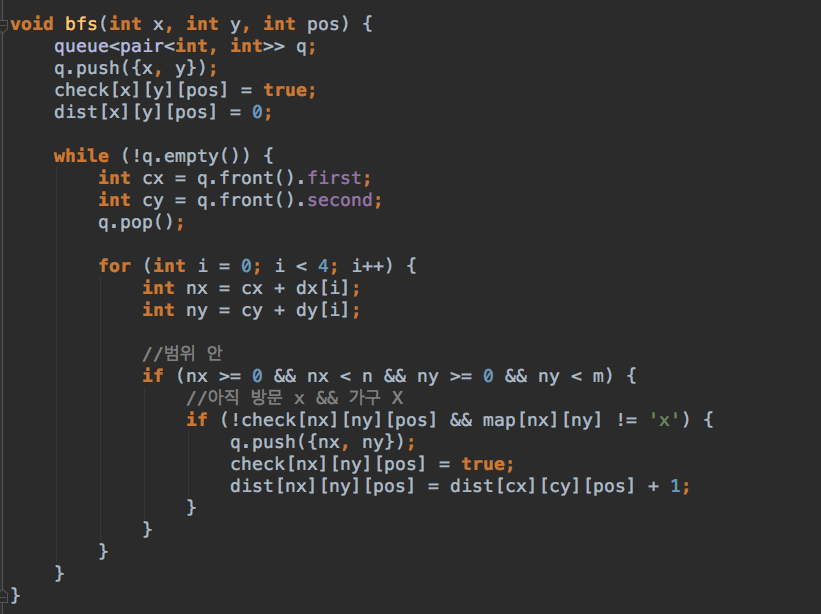 void bfs(int x, int y, int pos) {
    queue<pair<int, int>> q;
    q.push({x, y});
    check[x][y][pos] = true;
    dist[x][y][pos] = 0;

    while (!q.empty()) {
        int cx = q.front().first;
        int cy = q.front().second;
        q.pop();

        for (int i = 0; i < 4; i++) {
            int nx = cx + dx[i];
            int ny = cy + dy[i];

            //범위 안
            if (nx >= 0 && nx < n && ny >= 0 && ny < m) {
                //아직 방문 x && 가구 X
                if (!check[nx][ny][pos] && map[nx][ny] != 'x') {
                    q.push({nx, ny});
                    check[nx][ny][pos] = true;
                    dist[nx][ny][pos] = dist[cx][cy][pos] + 1;
                }
            }
        }
    }
}